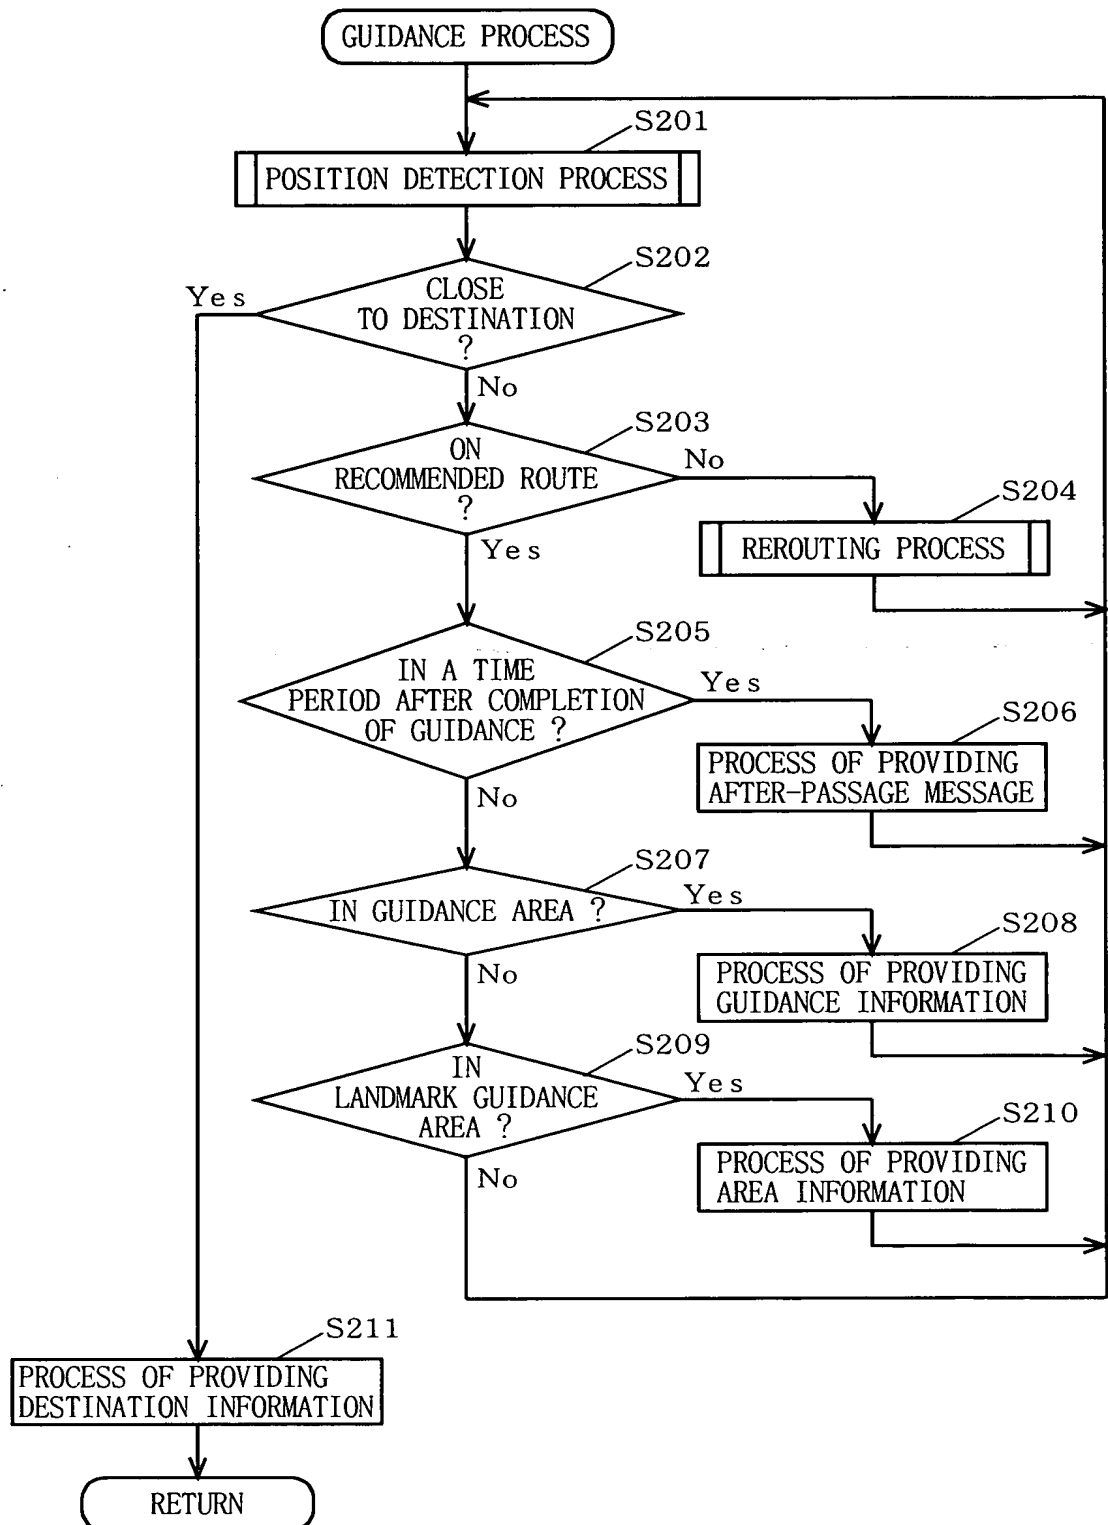 GUIDANCE PROCESS
S201
POSITION DETECTION PROCESS
S202
Yes
CLOSE
TO DESTINATION
?
No
S203
ON
RECOMMENDED ROUTE
?
No
Yes
S204
REROUTING PROCESS
S205
IN A TIME
PERIOD AFTER COMPLETION
OF GUIDANCE ?
Yes
No
S206
PROCESS OF PROVIDING
AFTER-PASSAGE MESSAGE
S207
IN GUIDANCE AREA ?
Yes
No
S208
PROCESS OF PROVIDING
GUIDANCE INFORMATION
S209
IN
LANDMARK GUIDANCE
AREA ?
Yes
No
S210
PROCESS OF PROVIDING
AREA INFORMATION
S211
PROCESS OF PROVIDING
DESTINATION INFORMATION
RETURN